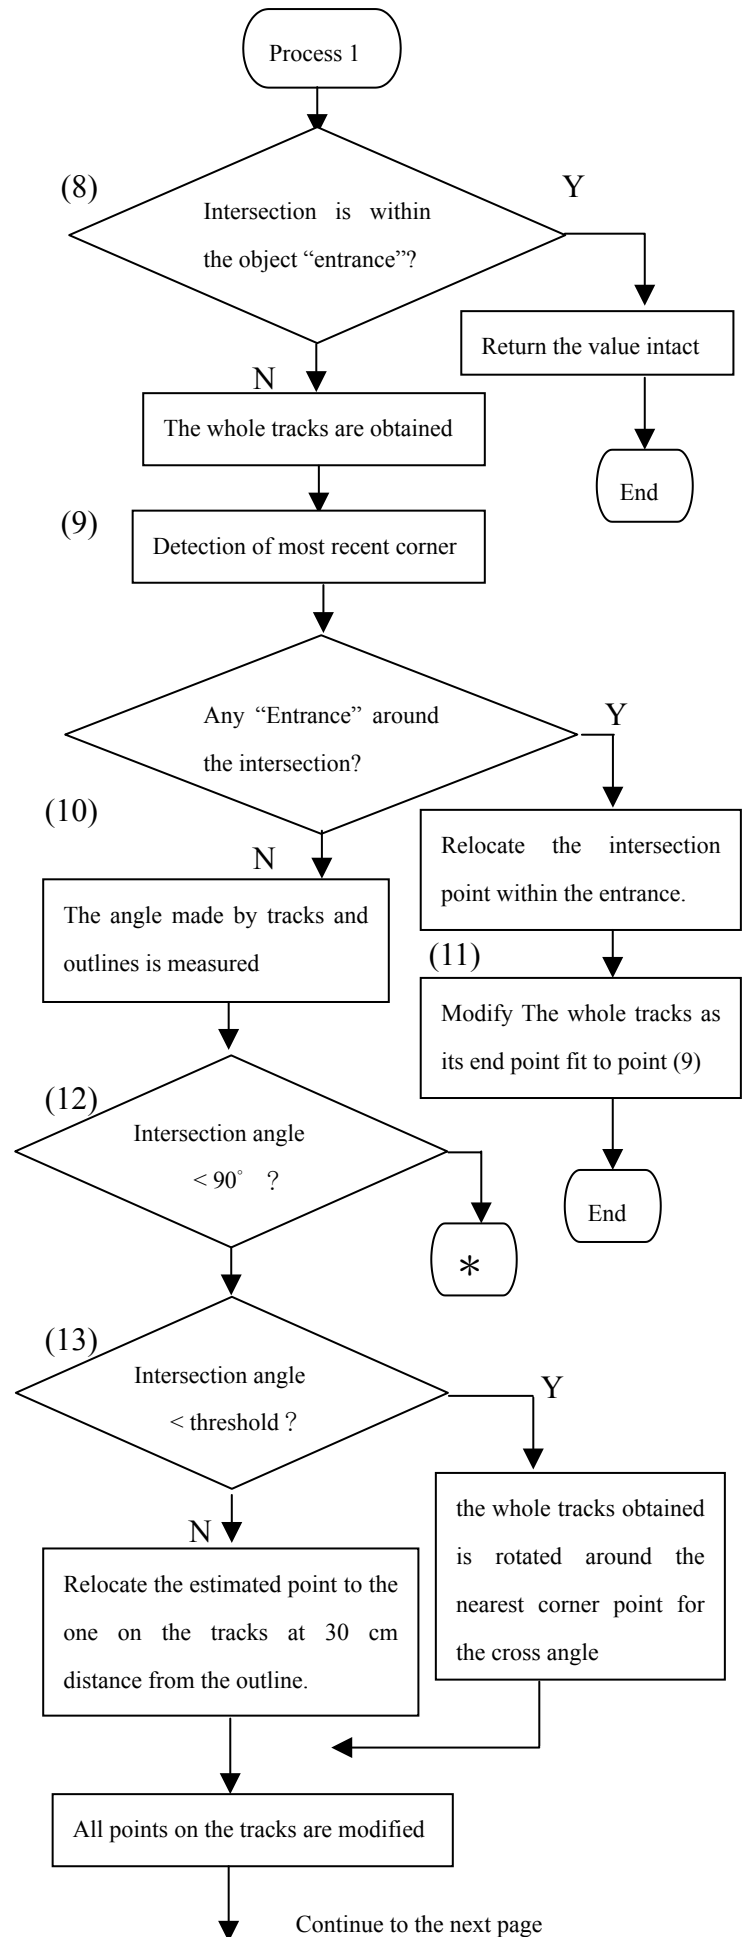 Process 1
(8)
Y
Intersection is within
the object “entrance”?
Return the value intact
N
The whole tracks are obtained
End
(9)
Detection of most recent corner
Any “Entrance” around
the intersection?
Y
(10)
N
Relocate the intersection
point within the entrance.
The angle made by tracks and
outlines is measured
(11)
Modify The whole tracks as
its end point fit to point (9)
(12)
Intersection angle
< 90° ？
End
*
(13)
Intersection angle
< threshold？
Y
N
the whole tracks obtained
is rotated around the
nearest corner point for
the cross angle
Relocate the estimated point to the
one on the tracks at 30 cm
distance from the outline.
All points on the tracks are modified
Continue to the next page